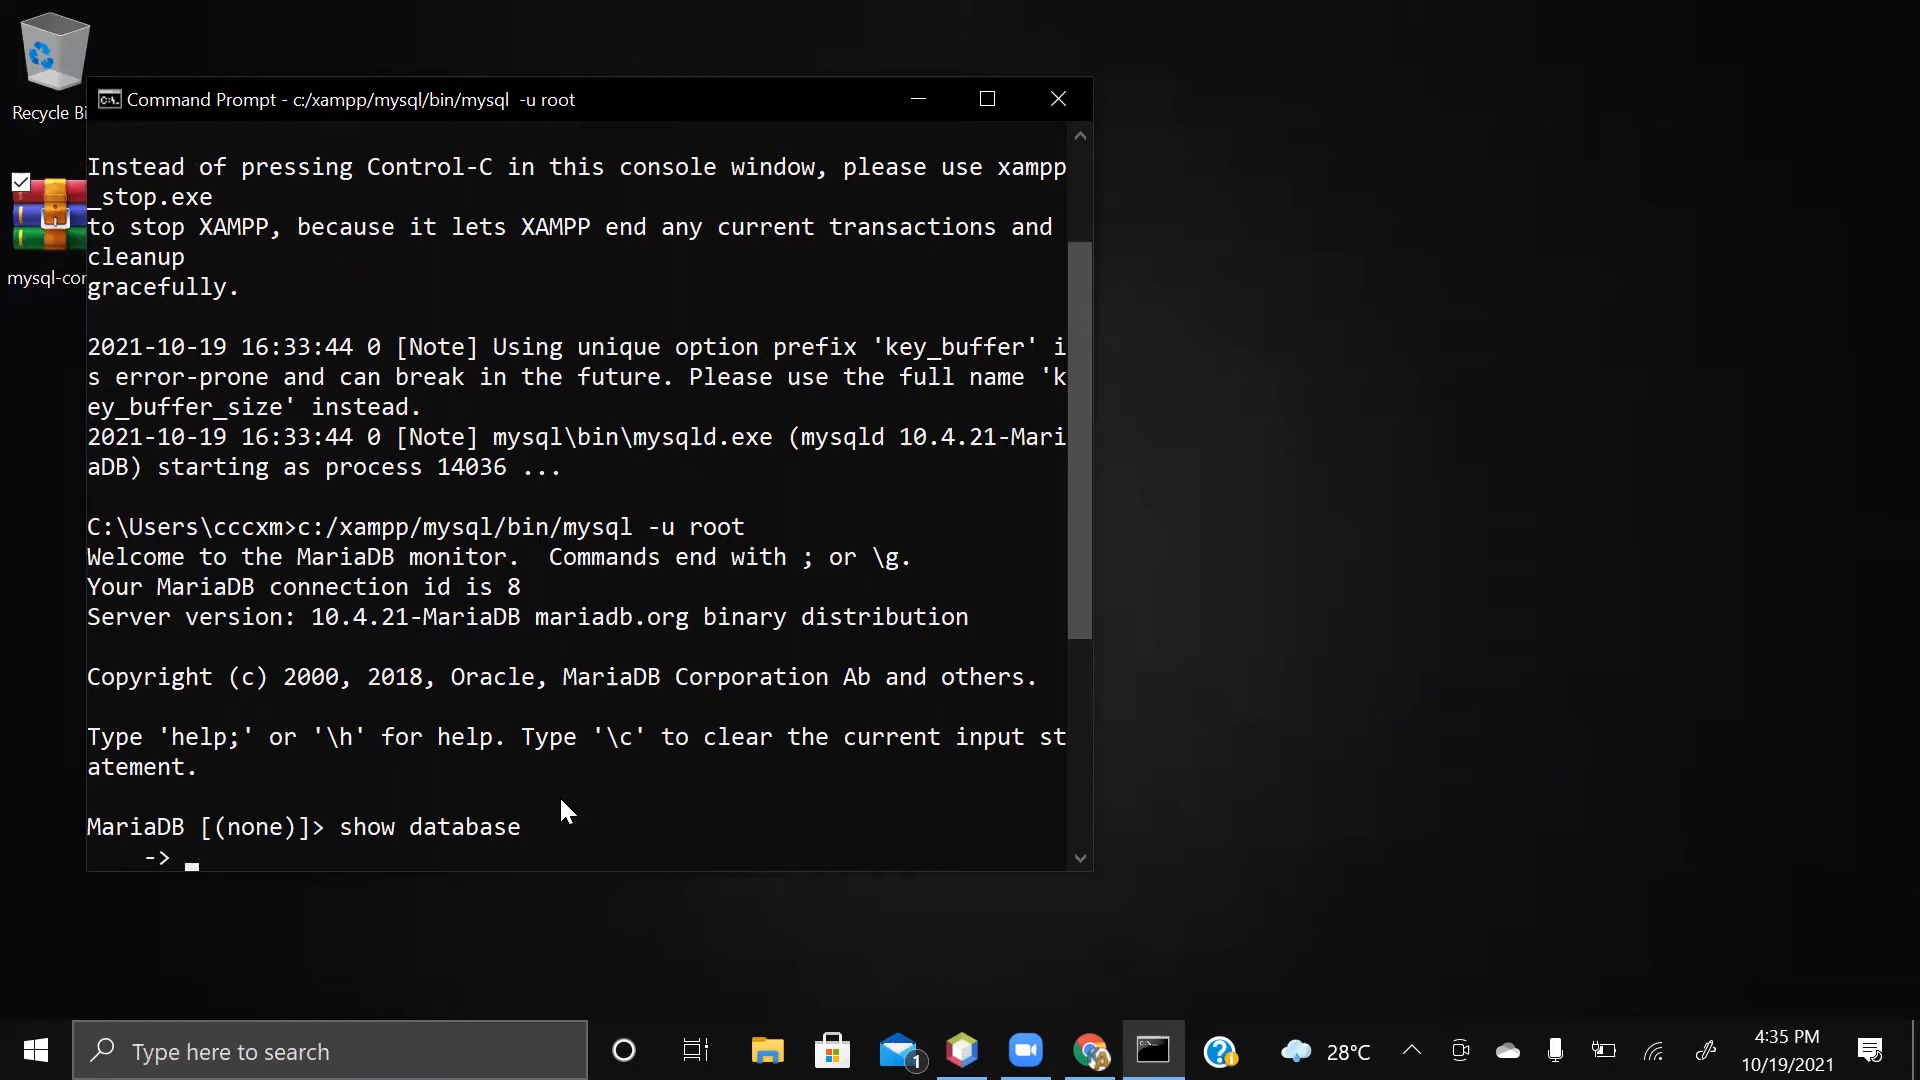 Recycle Bi
mysql-cor
Command Prompt - c:/xampp/mysql/bin/mysql -u root
Instead of pressing Control-C in this console window, please use xampp
_stop.exe
to stop XAMPP, because it lets XAMPP end any current transactions and
cleanup
gracefully.
2021-10-19 16:33:44 0 [Note] Using unique option prefix 'key_buffer' i
s error-prone and can break in the future. Please use the full name 'k
ey_buffer_size' instead.
2021-10-19 16:33:44 0 [Note] mysql\bin\mysqld.exe (mysqld 10.4.21-Mari
aDB) starting as process 14036 ...
C:\Users\cccxm>c:/xampp/mysql/bin/mysql -u root
Welcome to the MariaDB monitor.  Commands end with ; or \g.
Your MariaDB connection id is 8
Server version: 10.4.21-MariaDB mariadb.org binary distribution
Copyright (c) 2000, 2018, Oracle, MariaDB Corporation Ab and others.
Type 'help;' or '\h' for help. Type '\c' to clear the current input st
atement.
MariaDB [(none)]> show database
    -> _
Type here to search
1
28°C
4:35 PM
10/19/2021